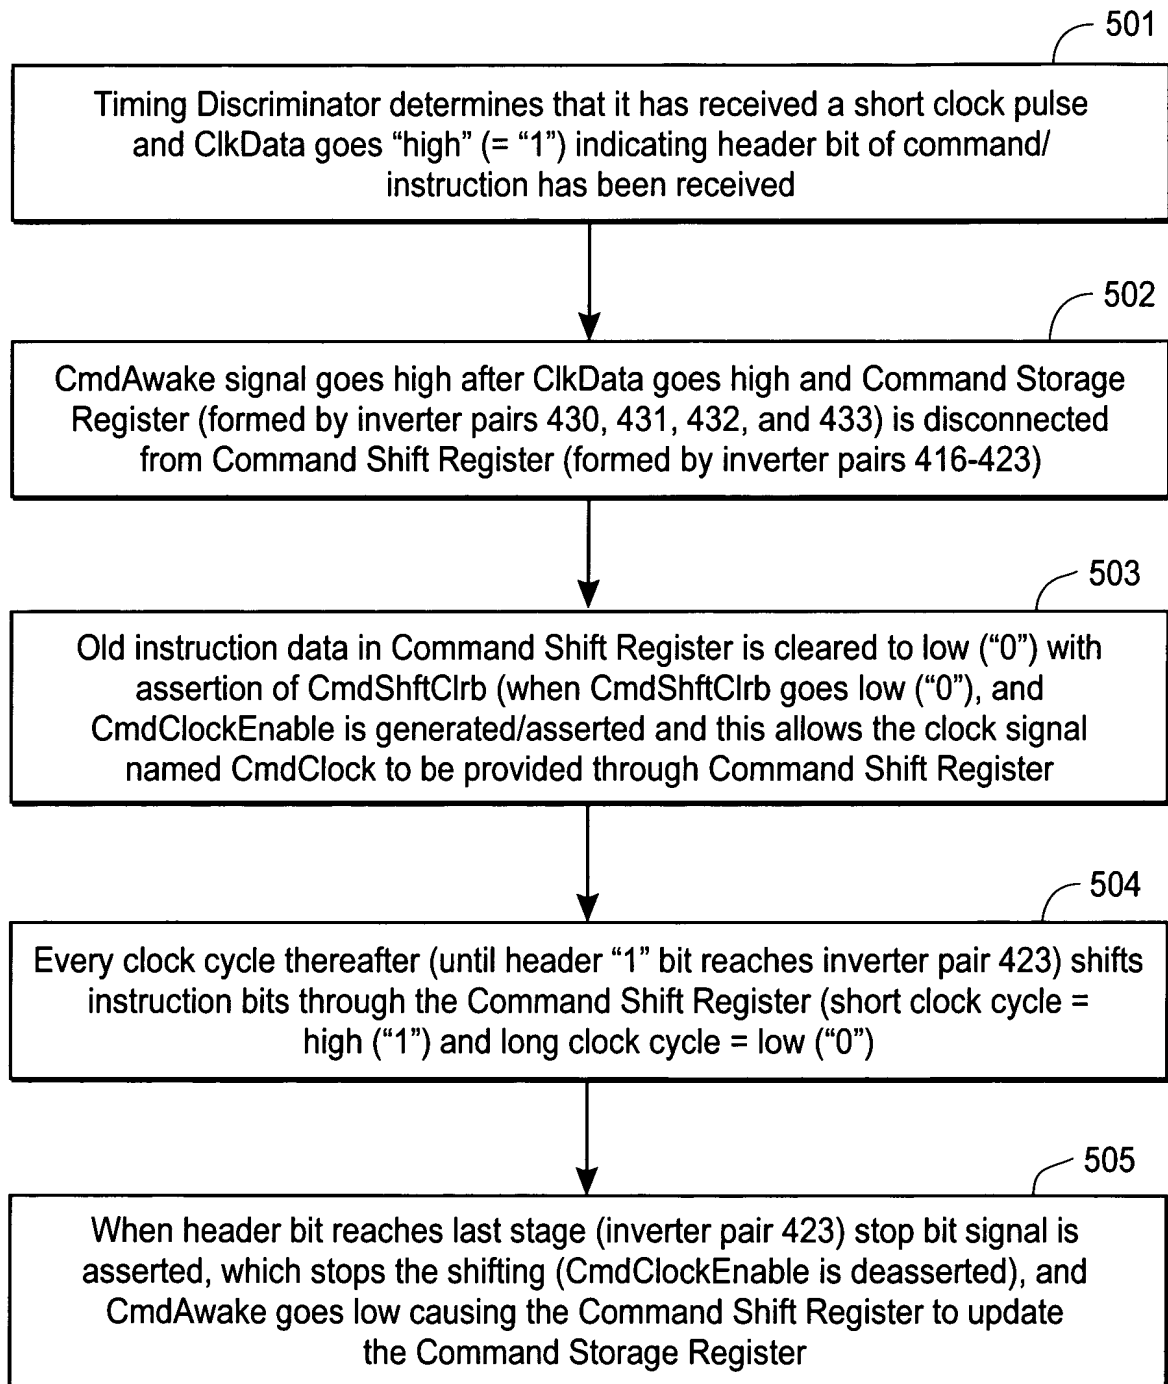 501
Timing Discriminator determines that it has received a short clock pulse
and ClkData goes “high” (= “1”) indicating header bit of command/
instruction has been received
502
CmdAwake signal goes high after ClkData goes high and Command Storage
Register (formed by inverter pairs 430, 431, 432, and 433) is disconnected
from Command Shift Register (formed by inverter pairs 416-423)
503
Old instruction data in Command Shift Register is cleared to low (“0”) with
assertion of CmdShftClrb (when CmdShftClrb goes low (“0”), and
CmdClockEnable is generated/asserted and this allows the clock signal
named CmdClock to be provided through Command Shift Register
504
Every clock cycle thereafter (until header “1” bit reaches inverter pair 423) shifts
instruction bits through the Command Shift Register (short clock cycle =
high (“1”) and long clock cycle = low (“0”)
505
When header bit reaches last stage (inverter pair 423) stop bit signal is
asserted, which stops the shifting (CmdClockEnable is deasserted), and
CmdAwake goes low causing the Command Shift Register to update
the Command Storage Register